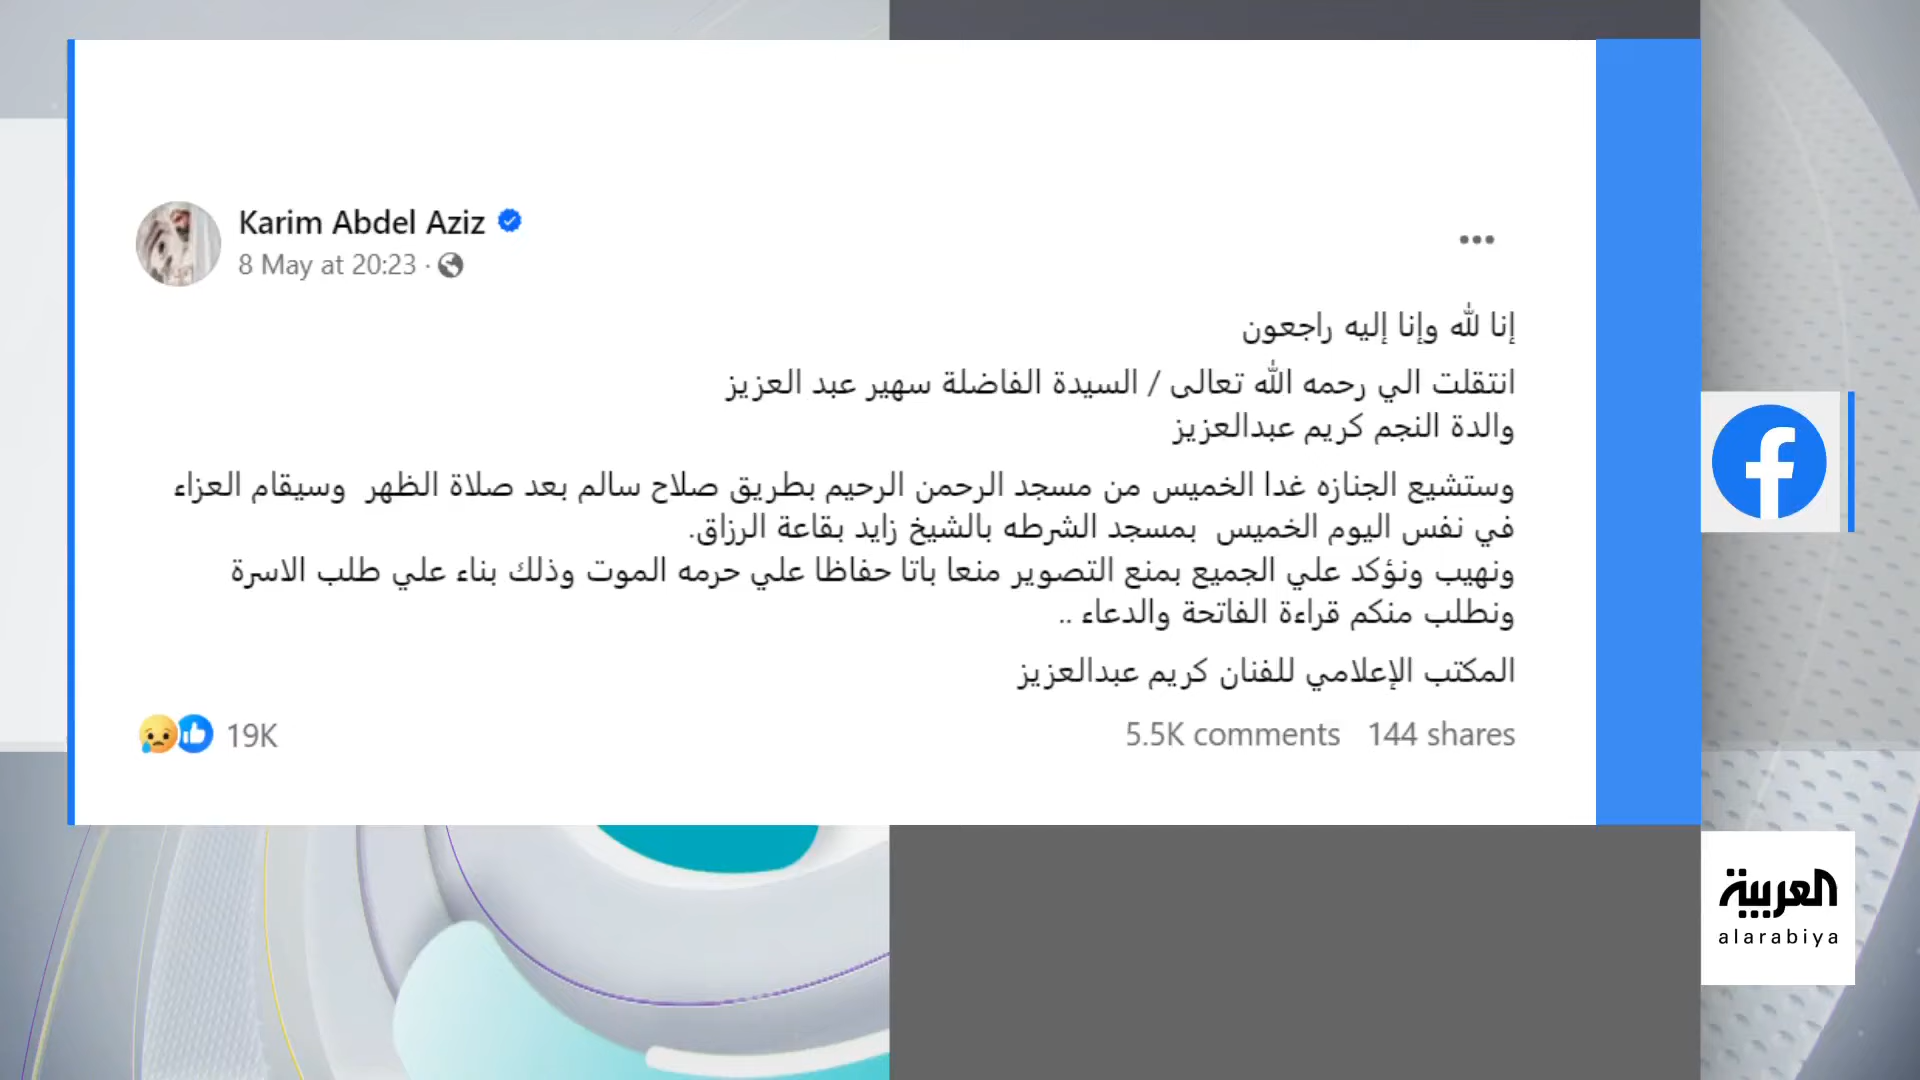 Karim Abdel Aziz
8 May at 20:23 ·
إنا لله وإنا إليه راجعون
انتقلت الي رحمه الله تعالى / السيدة الفاضلة سهير عبد العزيز
والدة النجم كريم عبدالعزيز
وستشيع الجنازه غدا الخميس من مسجد الرحمن الرحيم بطريق صلاح سالم بعد صلاة الظهر وسيقام العزاء
في نفس اليوم الخميس بمسجد الشرطه بالشيخ زايد بقاعة الرزاق.
ونهيب ونؤكد علي الجميع بمنع التصوير منعا باتا حفاظا علي حرمه الموت وذلك بناء علي طلب الاسرة
ونطلب منكم قراءة الفاتحة والدعاء ..
المكتب الإعلامي للفنان كريم عبدالعزيز
19K
5.5K comments 144 shares
العربية
alarabiya